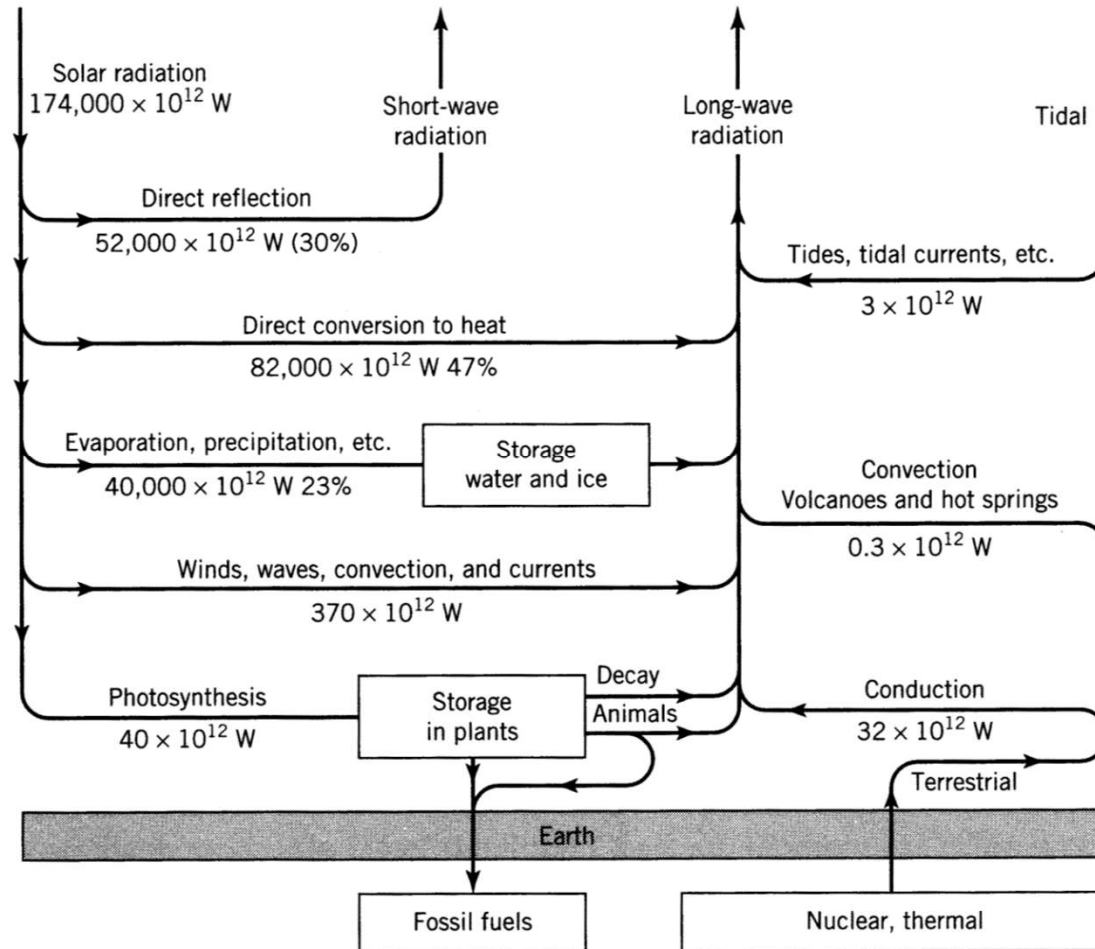 Solar radiation
174,000 × 10¹² W
Short-wave
radiation
Long-wave
radiation
Tidal
Direct reflection
52,000 × 10¹² W (30%)
Tides, tidal currents, etc.
3 × 10¹² W
Direct conversion to heat
82,000 × 10¹² W 47%
Evaporation, precipitation, etc.
40,000 × 10¹² W 23%
Storage
water and ice
Convection
Volcanoes and hot springs
0.3 × 10¹² W
Winds, waves, convection, and currents
370 × 10¹² W
Photosynthesis
40 × 10¹² W
Storage
in plants
Decay
Animals
Conduction
32 × 10¹² W
Terrestrial
Earth
Fossil fuels
Nuclear, thermal